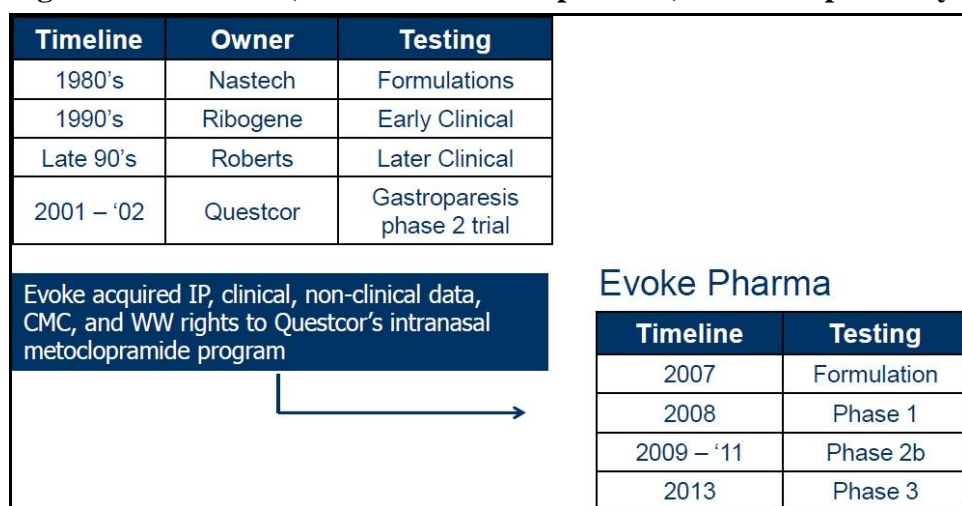 Timeline Owner Testing
1980's Nastech Formulations
1990's Ribogene Early Clinical
Late 90's Roberts Later Clinical
2001 – ‘02 Questcor Gastroparesis
phase 2 trial
Evoke acquired IP, clinical, non-clinical data,
CMC, and WW rights to Questcor's intranasal
metoclopramide program
Evoke Pharma
Timeline Testing
2007 Formulation
2008 Phase 1
2009 – ‘11 Phase 2b
2013 Phase 3